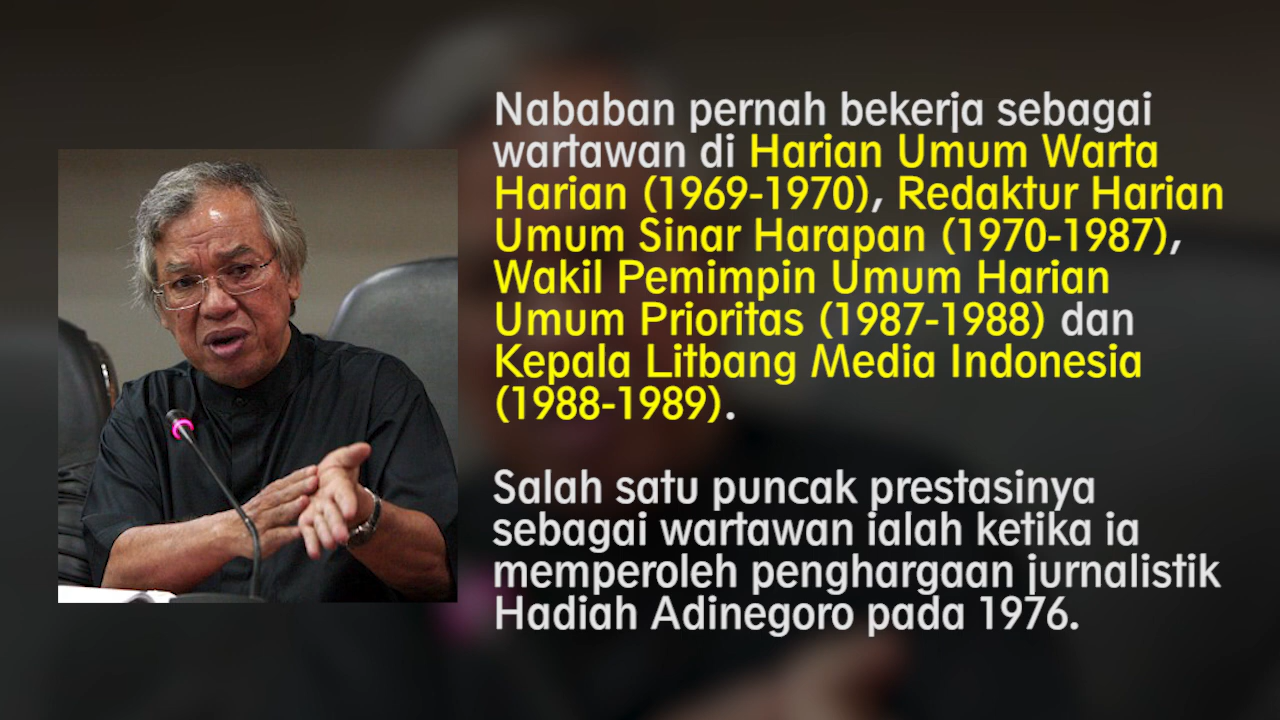 Nababan pernah bekerja sebagai
wartawan di Harian Umum Warta
Harian (1969-1970), Redaktur Harian
Umum Sinar Harapan (1970-1987),
Wakil Pemimpin Umum Harian
Umum Prioritas (1987-1988) dan
Kepala Litbang Media Indonesia
(1988-1989).
Salah satu puncak prestasinya
sebagai wartawan ialah ketika ia
memperoleh penghargaan jurnalistik
Hadiah Adinegoro pada 1976.